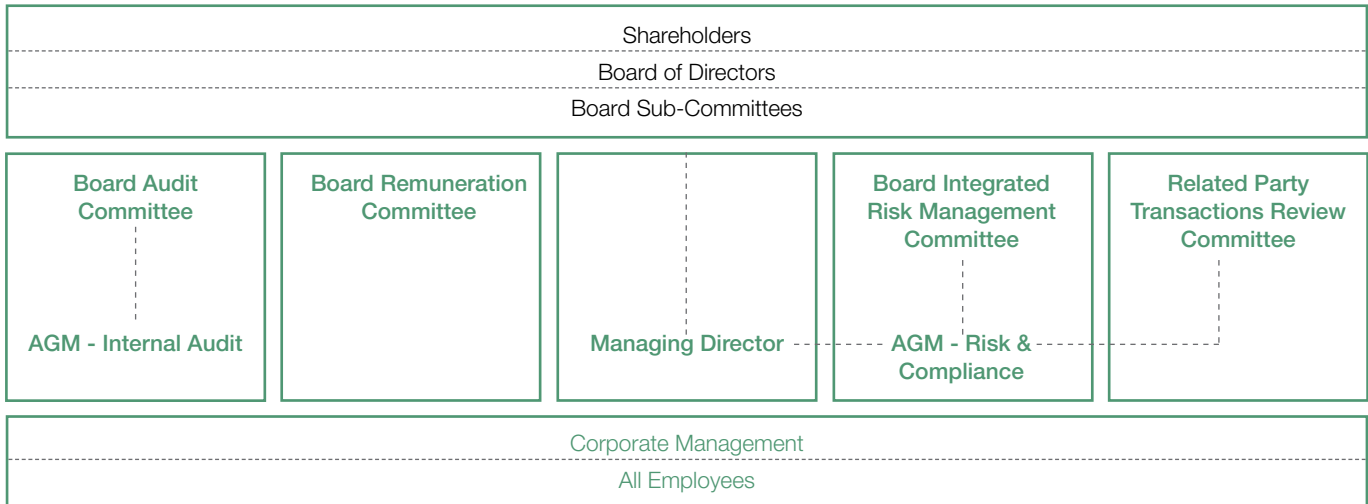 Shareholders
Board of Directors
Board Sub-Committees
Board Audit
Committee
AGM - Internal Audit
Board Remuneration
Committee
Managing Director
Board Integrated
Risk Management
Committee
AGM - Risk &
Compliance
Related Party
Transactions Review
Committee
Corporate Management
All Employees